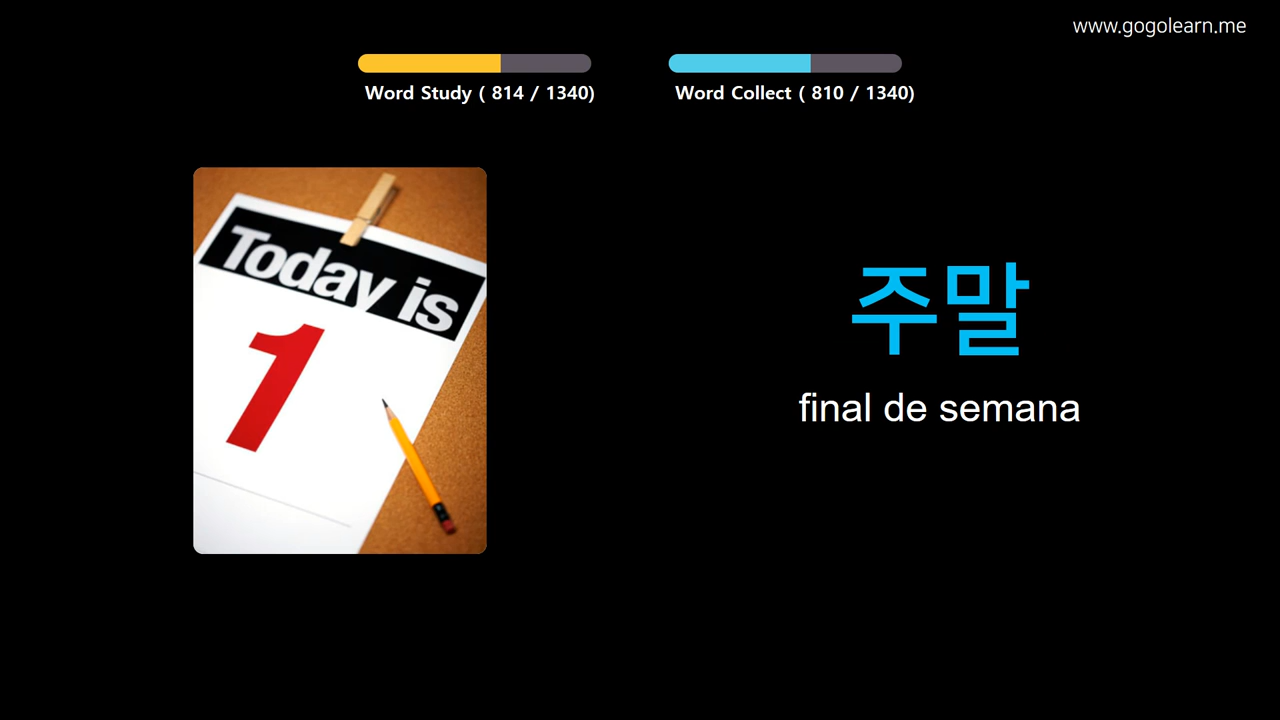 www.gogolearn.me
Word Study ( 814 / 1340)
Word Collect ( 810 / 1340)
Today is
1
주말
final de semana